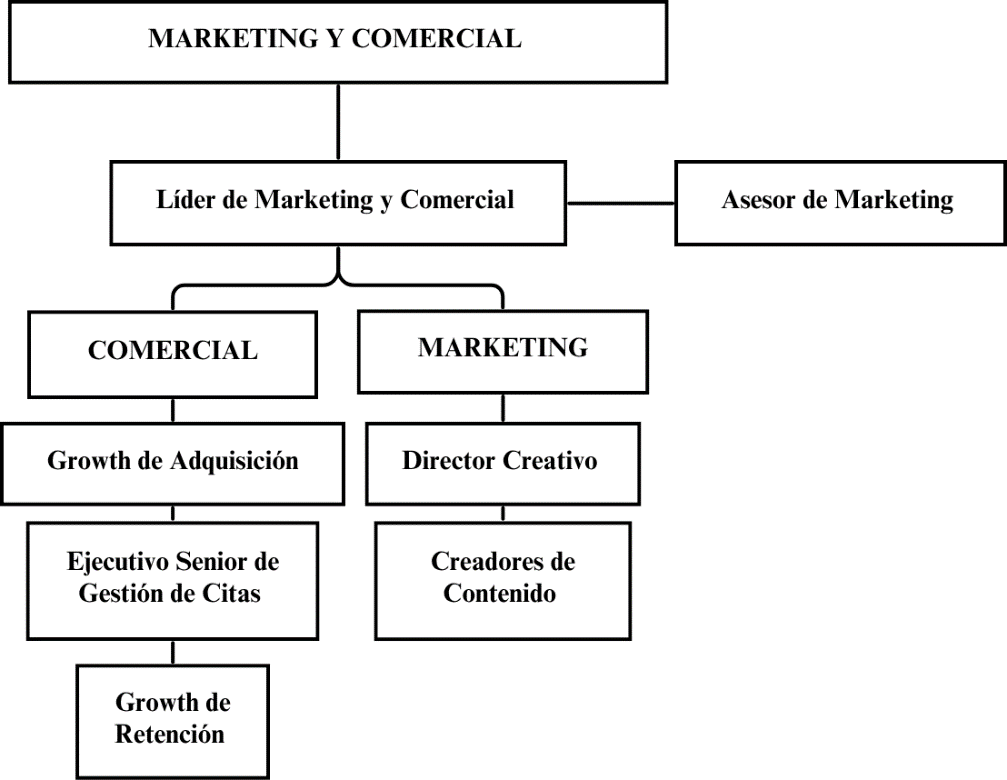 MARKETING Y COMERCIAL
Líder de Marketing y Comercial
Asesor de Marketing
COMERCIAL
MARKETING
Growth de Adquisición
Director Creativo
Ejecutivo Senior de
Gestión de Citas
Creadores de
Contenido
Growth de
Retención